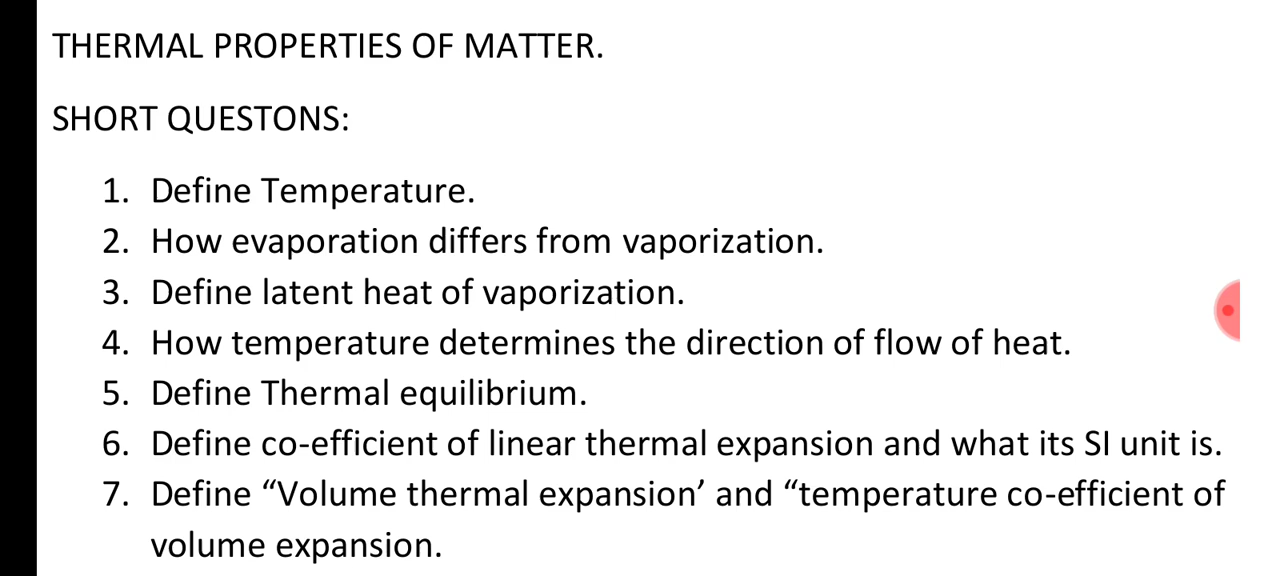 THERMAL PROPERTIES OF MATTER.
SHORT QUESTONS:
1. Define Temperature.
2. How evaporation differs from vaporization.
3. Define latent heat of vaporization.
4. How temperature determines the direction of flow of heat.
5. Define Thermal equilibrium.
6. Define co-efficient of linear thermal expansion and what its SI unit is.
7. Define “Volume thermal expansion’ and “temperature co-efficient of
volume expansion.